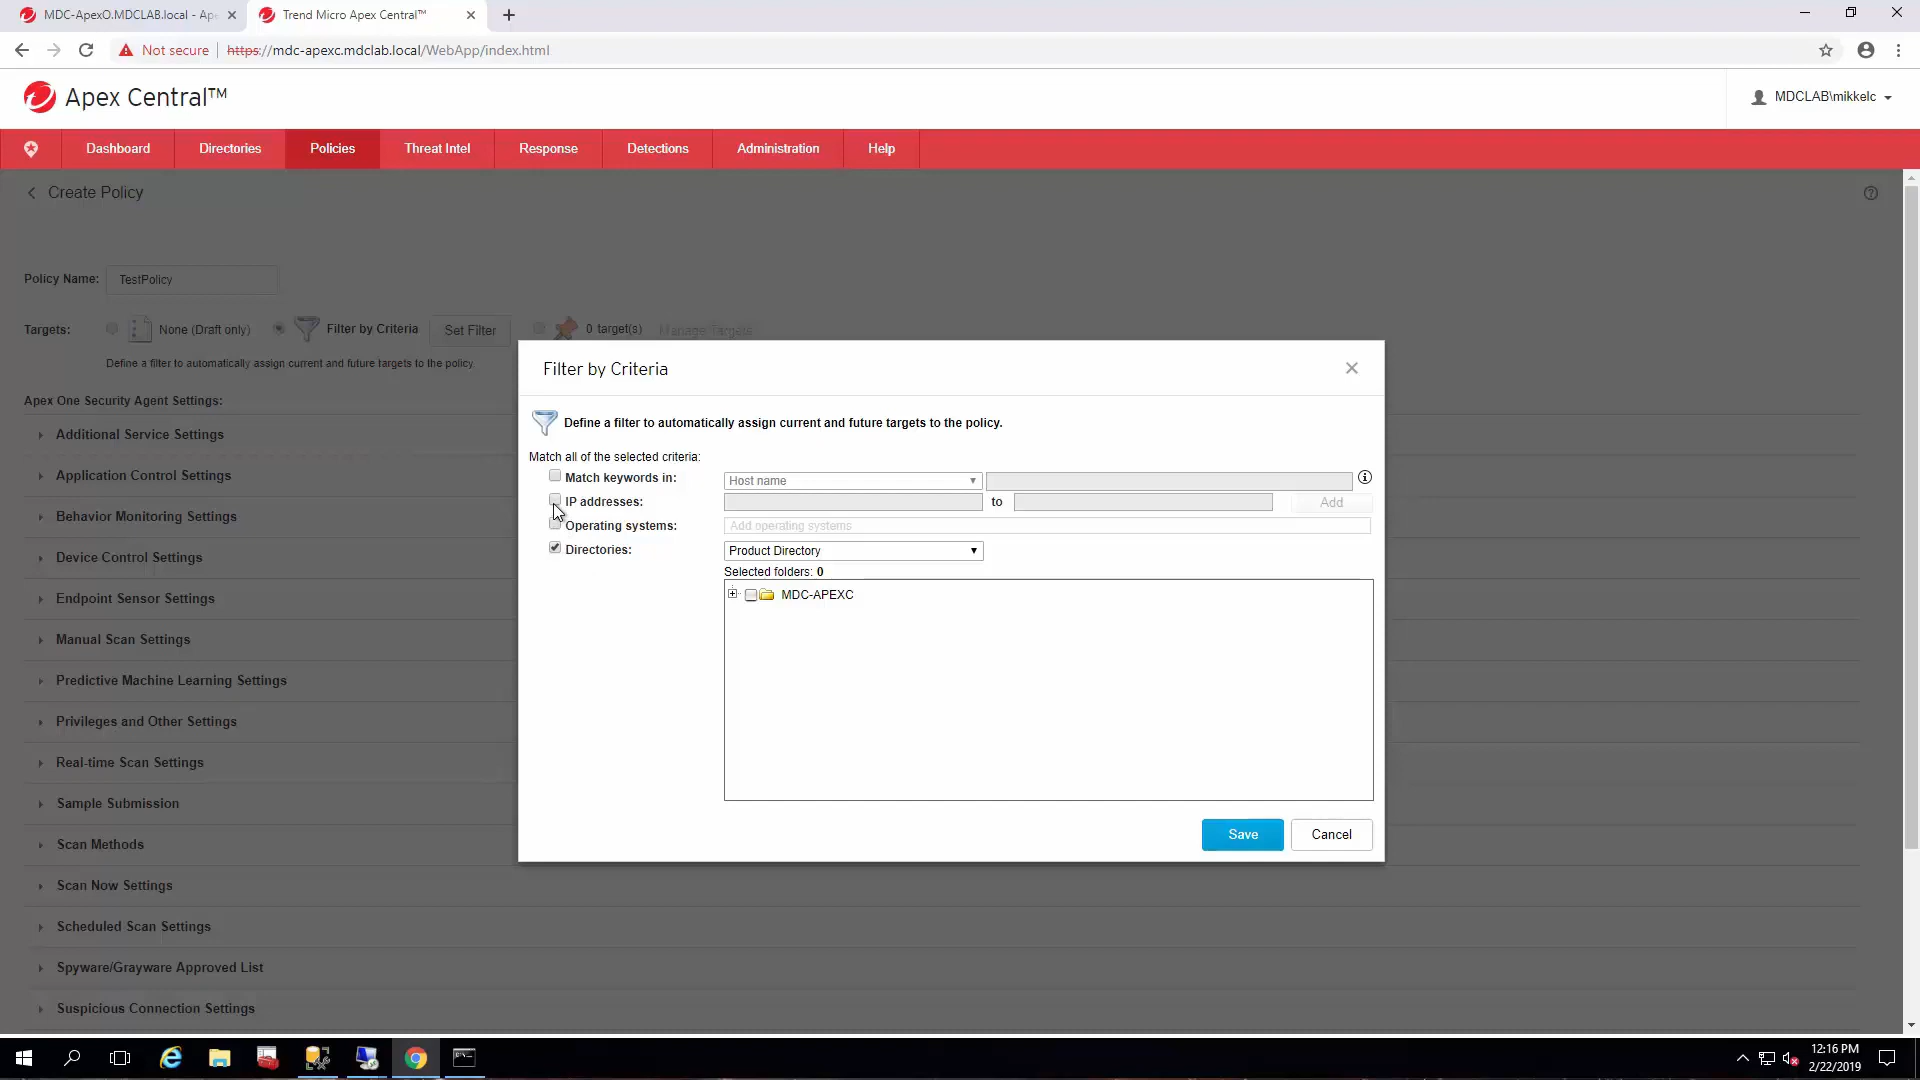 MDC-ApexO.MDCLAB.local - Ape
Trend Micro Apex Central™
Not secure
https://mdc-apexc.mdclab.local/WebApp/index.html
Apex Central™
MDCLAB\mikkelc
Dashboard
Directories
Policies
Threat Intel
Response
Detections
Administration
Help
Create Policy
Policy Name:
TestPolicy
Targets:
None (Draft only)
Filter by Criteria
Set Filter
0 target(s)
Manage Targets
Define a filter to automatically assign current and future targets to the policy.
Apex One Security Agent Settings:
Additional Service Settings
Application Control Settings
Behavior Monitoring Settings
Device Control Settings
Endpoint Sensor Settings
Manual Scan Settings
Predictive Machine Learning Settings
Privileges and Other Settings
Real-time Scan Settings
Sample Submission
Scan Methods
Scan Now Settings
Scheduled Scan Settings
Spyware/Grayware Approved List
Suspicious Connection Settings
Filter by Criteria
Define a filter to automatically assign current and future targets to the policy.
Match all of the selected criteria:
Match keywords in:
Host name
IP addresses:
to
Add
Operating systems:
Add operating systems
Directories:
Product Directory
Selected folders: 0
MDC-APEXC
Save
Cancel
12:16 PM
2/22/2019